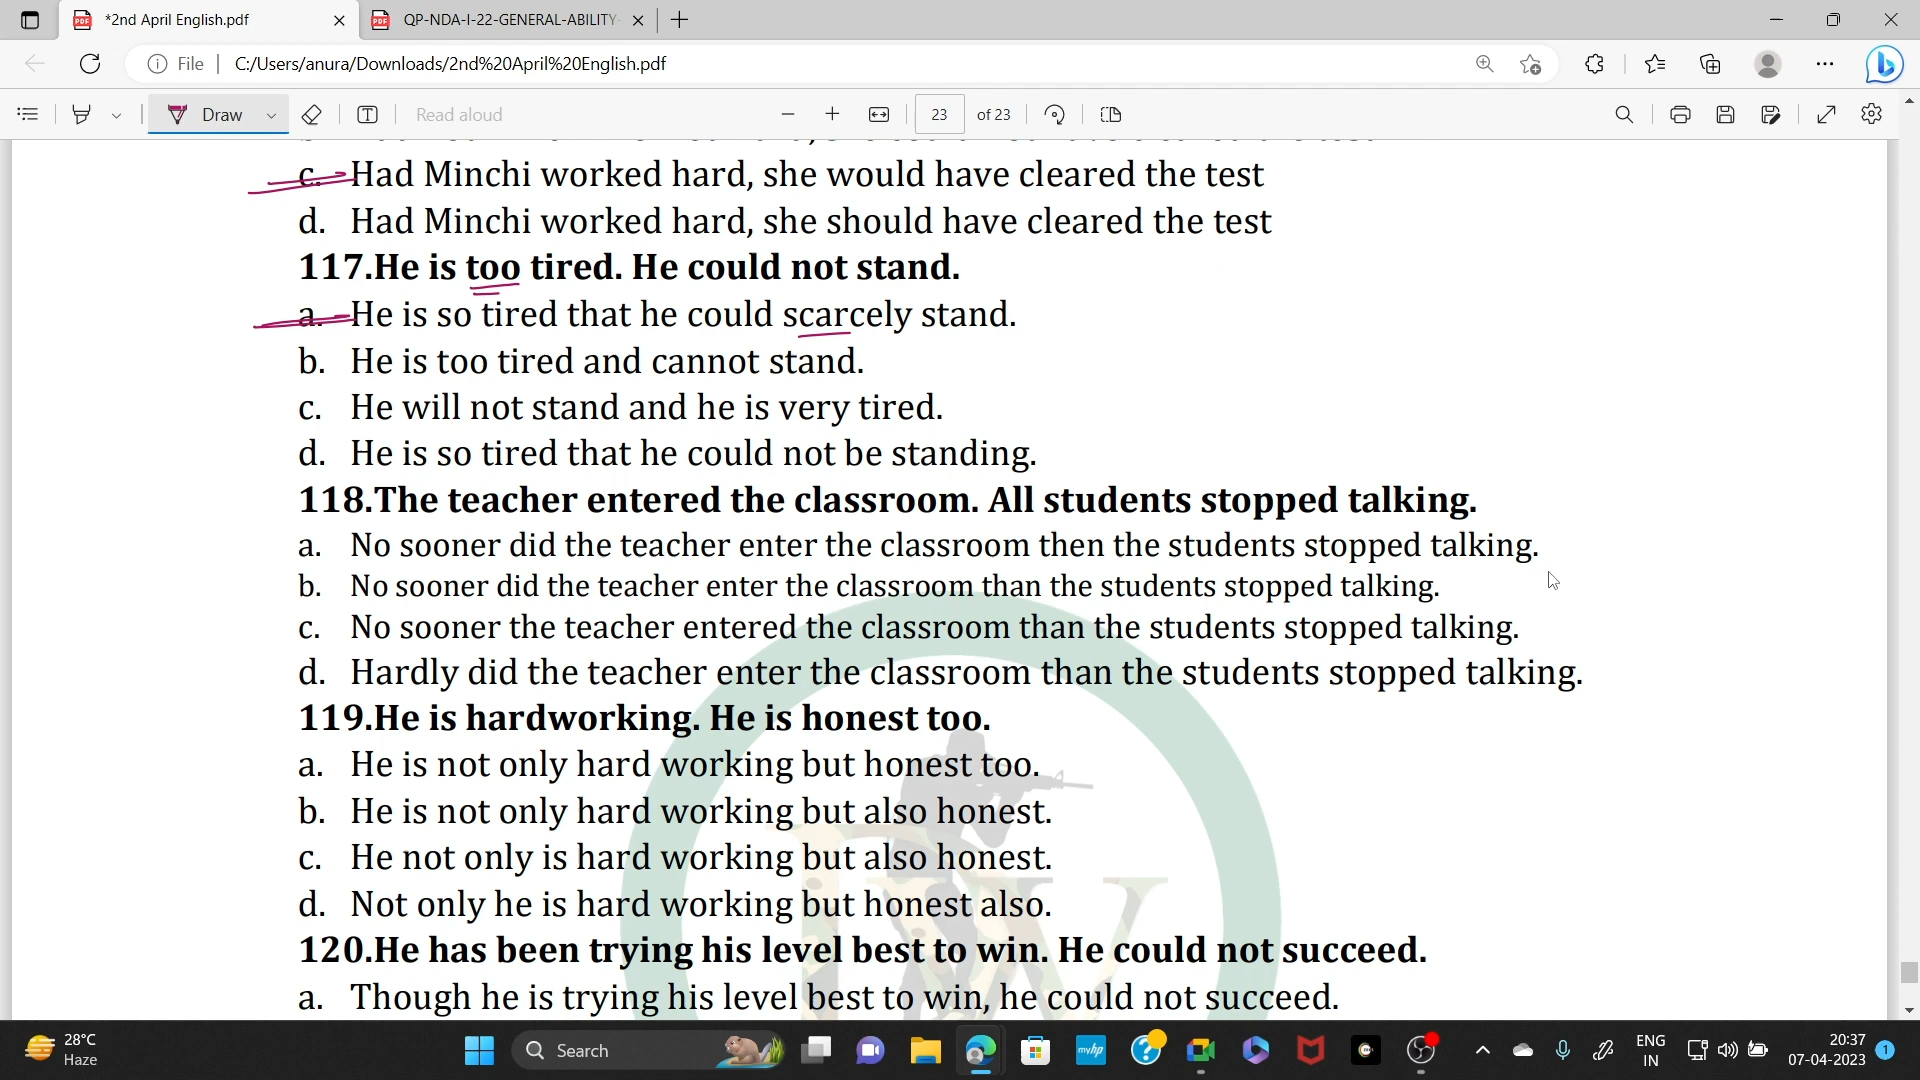 *2nd April English.pdf
QP-NDA-I-22-GENERAL-ABILITY-
File
C:/Users/anura/Downloads/2nd%20April%20English.pdf
Draw
Read aloud
23
of 23
c. Had Minchi worked hard, she would have cleared the test
d. Had Minchi worked hard, she should have cleared the test
117.He is too tired. He could not stand.
a. He is so tired that he could scarcely stand.
b. He is too tired and cannot stand.
c. He will not stand and he is very tired.
d. He is so tired that he could not be standing.
118.The teacher entered the classroom. All students stopped talking.
a. No sooner did the teacher enter the classroom then the students stopped talking.
b. No sooner did the teacher enter the classroom than the students stopped talking.
c. No sooner the teacher entered the classroom than the students stopped talking.
d. Hardly did the teacher enter the classroom than the students stopped talking.
119.He is hardworking. He is honest too.
a. He is not only hard working but honest too.
b. He is not only hard working but also honest.
c. He not only is hard working but also honest.
d. Not only he is hard working but honest also.
120.He has been trying his level best to win. He could not succeed.
a. Though he is trying his level best to win, he could not succeed.
28°C
Haze
Search
myhp
ENG
IN
20:37
07-04-2023
1